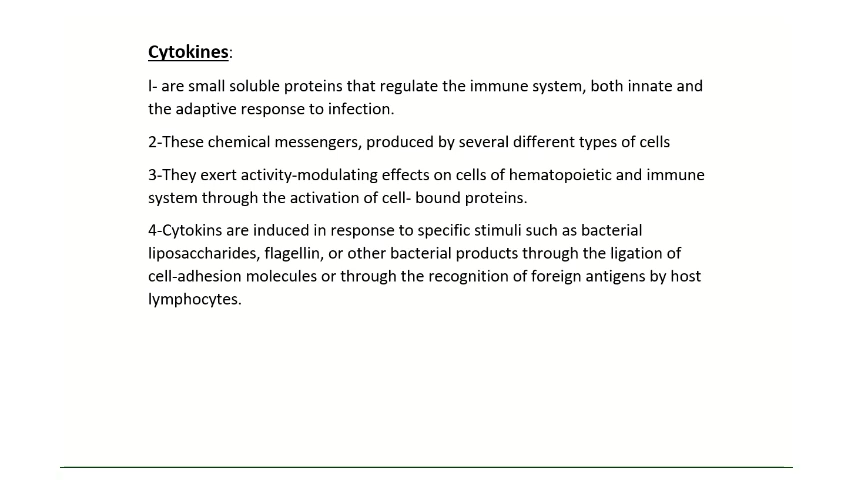 Cytokines:
l- are small soluble proteins that regulate the immune system, both innate and
the adaptive response to infection.
2-These chemical messengers, produced by several different types of cells
3-They exert activity-modulating effects on cells of hematopoietic and immune
system through the activation of cell- bound proteins.
4-Cytokins are induced in response to specific stimuli such as bacterial
liposaccharides, flagellin, or other bacterial products through the ligation of
cell-adhesion molecules or through the recognition of foreign antigens by host
lymphocytes.